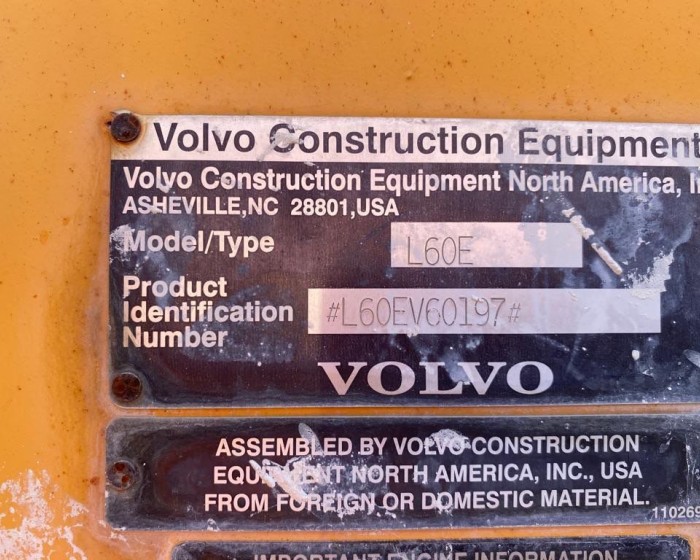 Volvo Construction Equipment
Volvo Construction Equipment North America,
ASHEVILLE,NC 28801,USA
Model/Type L60E
Product
Identification #L60EV60197#
Number
VOLVO
ASSEMBLED BY VOLVO CONSTRUCTION
EQUIPMENT NORTH AMERICA, INC., USA
FROM FOREIGN OR DOMESTIC MATERIAL.
110269
IMPORTANT ENGINE INFORMATION